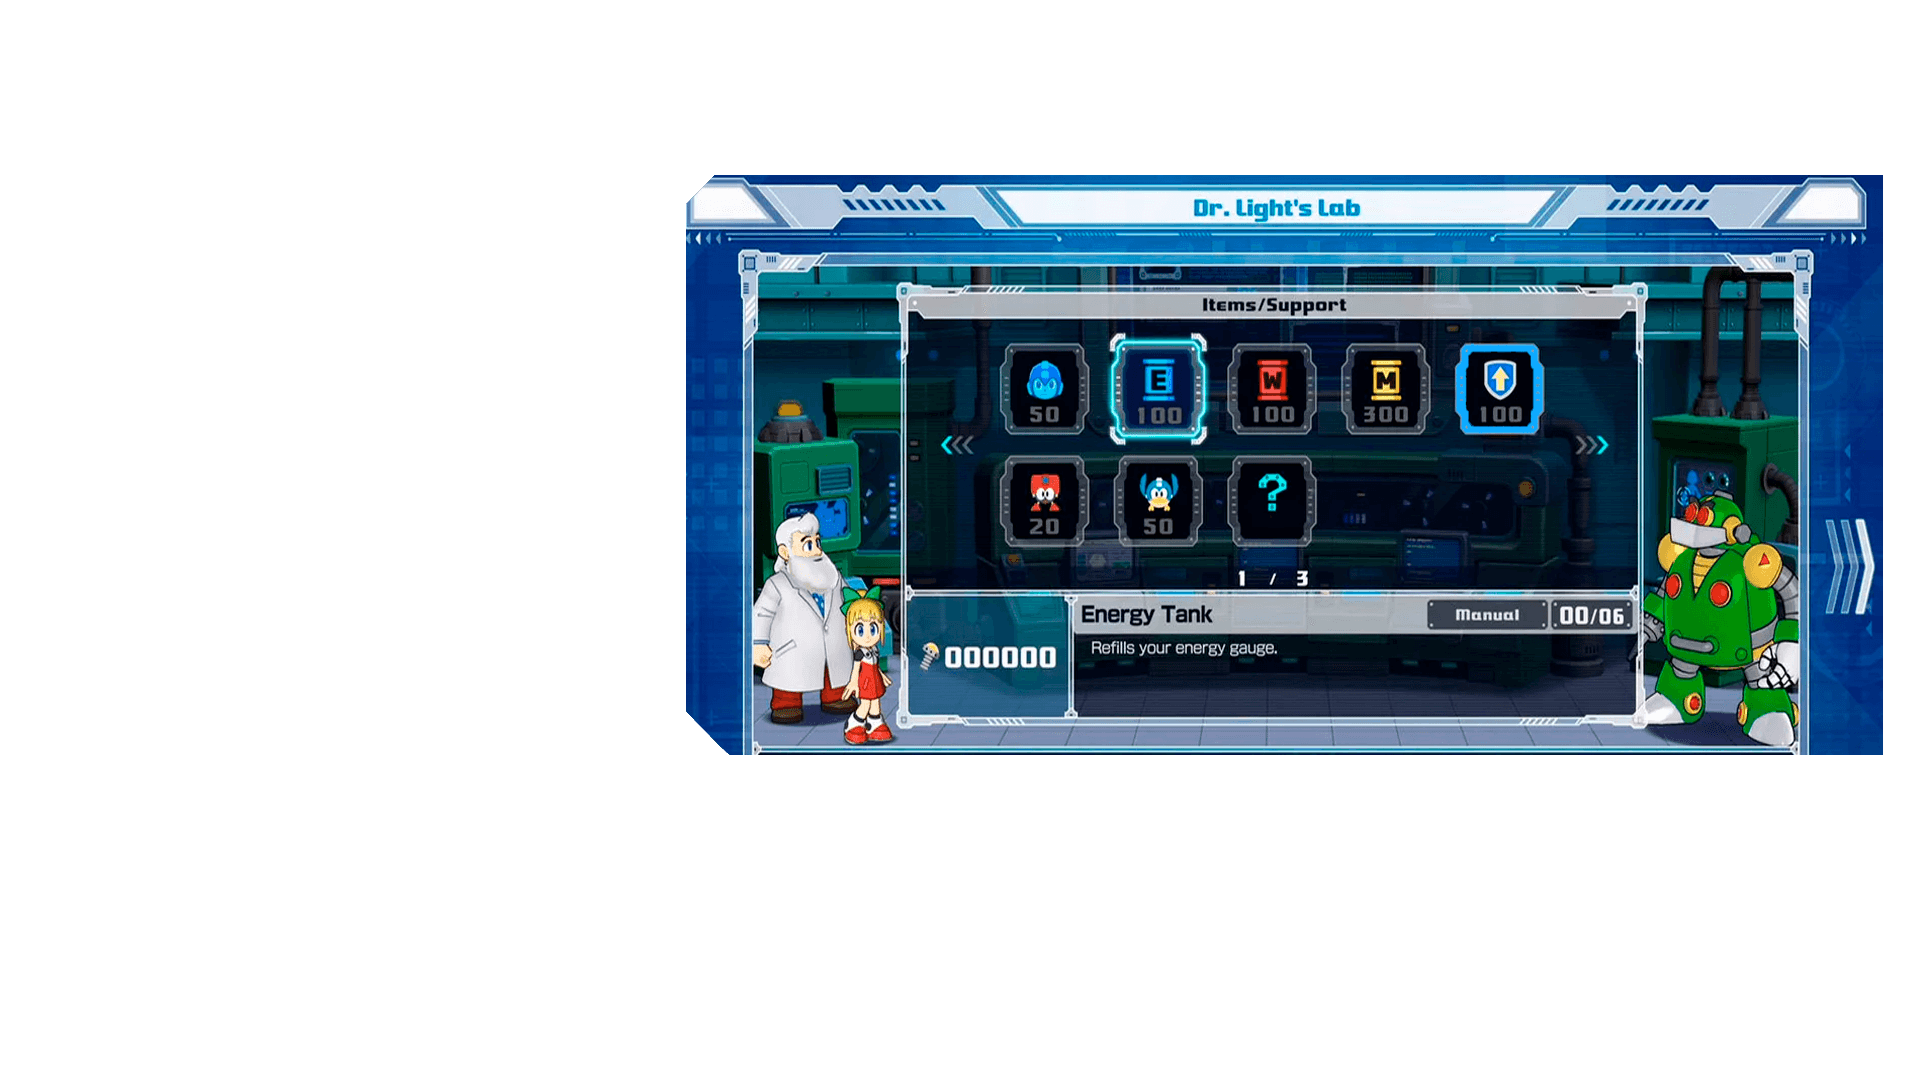 Dr. Light's Lab
Items/Support
50
E
100
W
100
M
300
100
20
50
?
1 / 3
Energy Tank
Manual
00/06
000000
Refills your energy gauge.